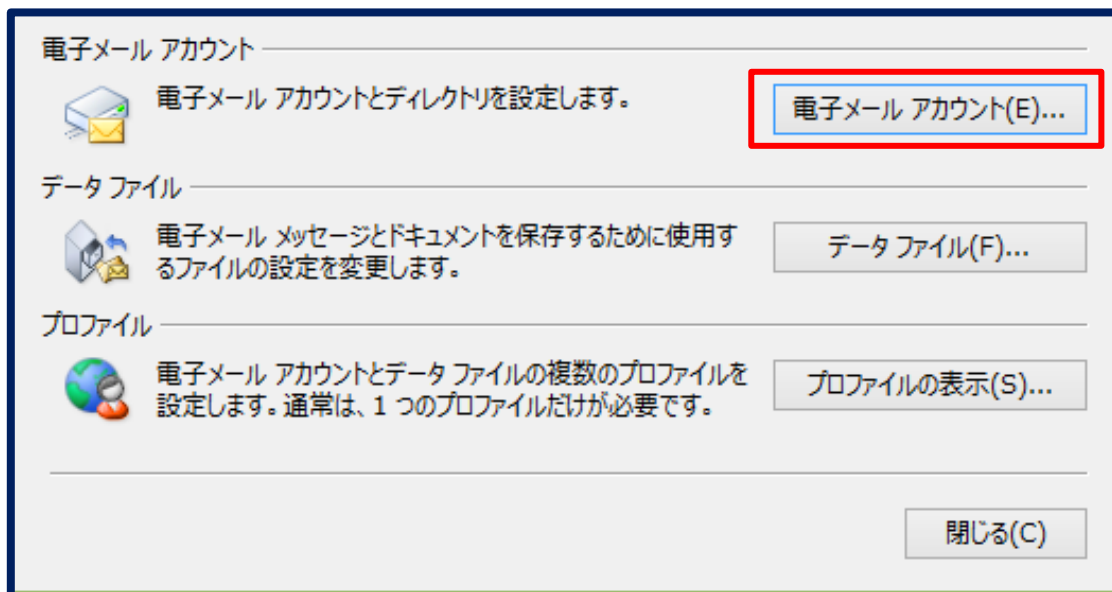 電子メール アカウント
電子メール アカウントとディレクトリを設定します。
電子メール アカウント(E)...
データ ファイル
電子メール メッセージとドキュメントを保存するために使用す
るファイルの設定を変更します。
データ ファイル(F)...
プロファイル
電子メール アカウントとデータ ファイルの複数のプロファイルを
設定します。通常は、1 つのプロファイルだけが必要です。
プロファイルの表示(S)...
閉じる(C)